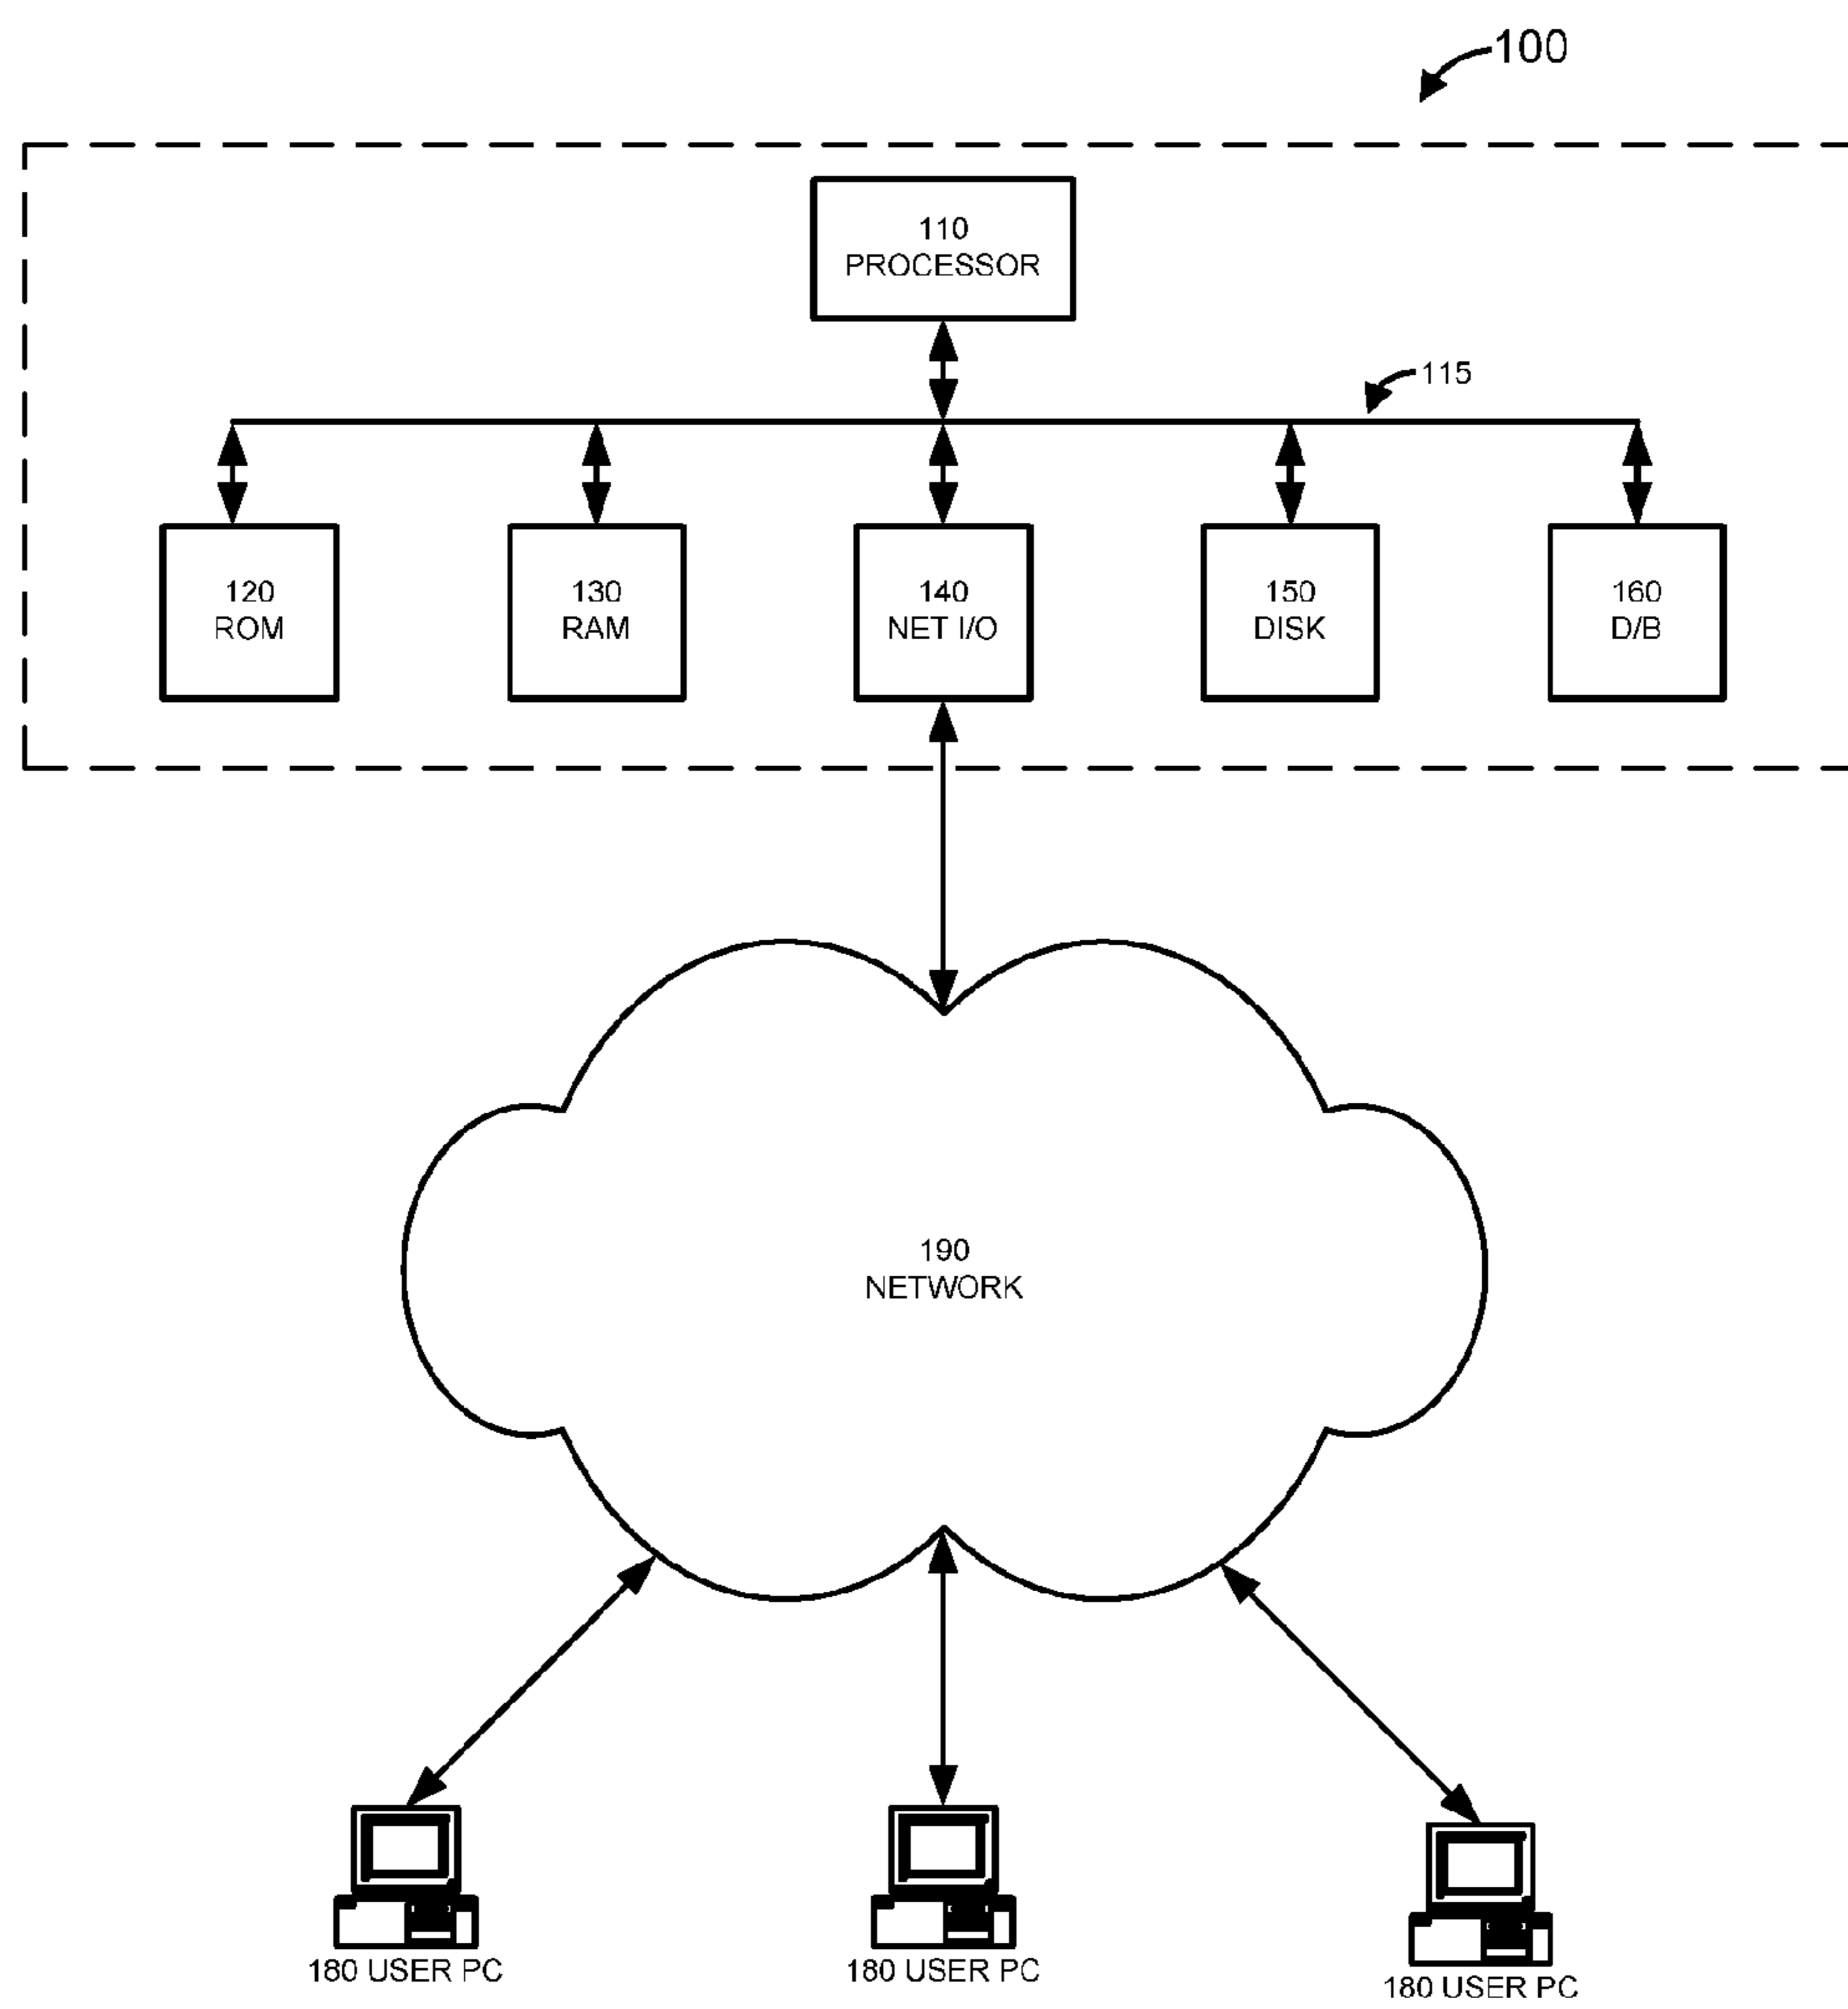 100
110
PROCESSOR
115
120
ROM
130
RAM
140
NET I/O
150
DISK
160
D/B
190
NETWORK
180 USER PC
180 USER PC
180 USER PC